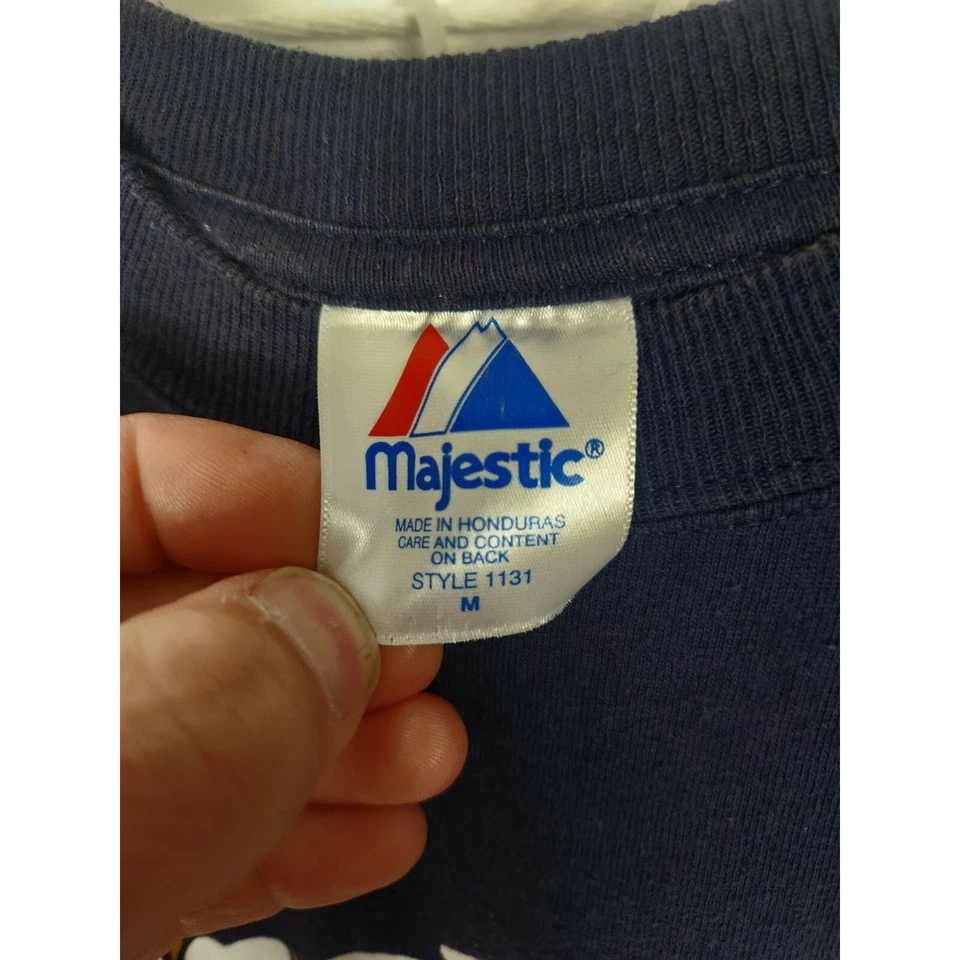 majestic®
MADE IN HONDURAS
CARE AND CONTENT
ON BACK
STYLE 1131
M